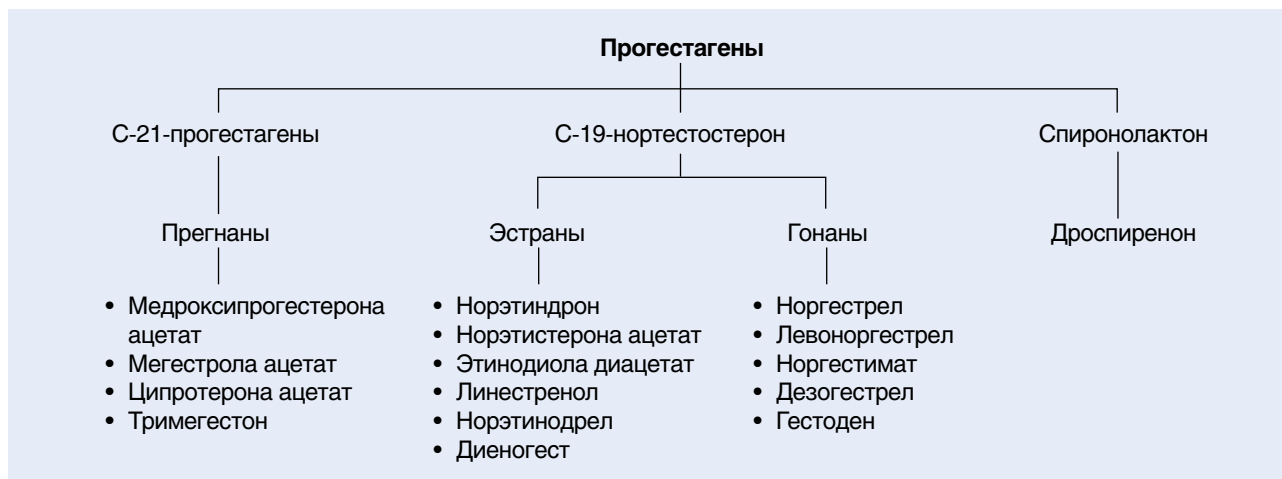 Прогестагены
С-21-прогестагены
С-19-нортестостерон
Спиронолактон
Прегнаны
Эстраны
Гонаны
Дроспиренон
• Медроксипрогестерона
ацетат
• Мегестрола ацетат
• Ципротерона ацетат
• Тримегестон
• Норэтиндрон
• Норэтистерона ацетат
• Этинодиола диацетат
• Линестренол
• Норэтинодрел
• Диеногест
• Норгестрел
• Левоноргестрел
• Норгестимат
• Дезогестрел
• Гестоден